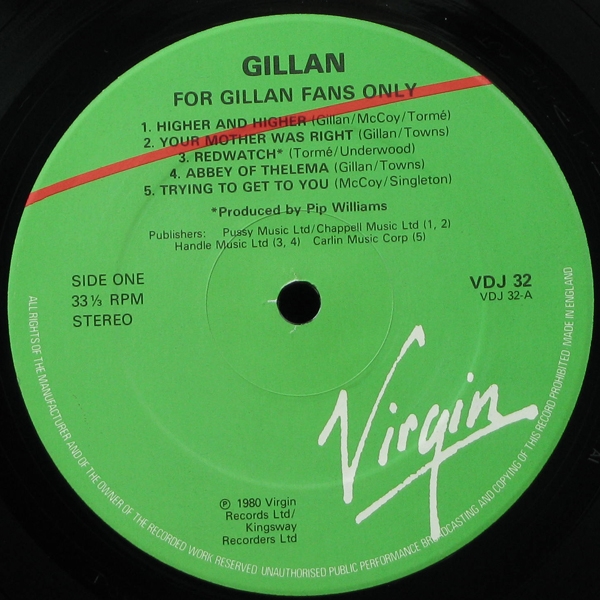 GILLAN
FOR GILLAN FANS ONLY
1. HIGHER AND HIGHER (Gillan/McCoy/Tormé)
2. YOUR MOTHER WAS RIGHT (Gillan/Towns)
3. REDWATCH* (Tormé/Underwood)
4. ABBEY OF THELEMA (Gillan/Towns)
5. TRYING TO GET TO YOU (McCoy/Singleton)
*Produced by Pip Williams
Publishers: Pussy Music Ltd/Chappell Music Ltd (1, 2)
Handle Music Ltd (3, 4) Carlin Music Corp (5)
SIDE ONE
33⅓ RPM
STEREO
VDJ 32
VDJ 32-A
Virgin
℗ 1980 Virgin
Records Ltd/
Kingsway
Recorders Ltd
ALL RIGHTS OF THE MANUFACTURER AND OF THE OWNER OF THE RECORDED WORK RESERVED UNAUTHORISED PUBLIC PERFORMANCE BROADCASTING AND COPYING OF THIS RECORD PROHIBITED MADE IN ENGLAND